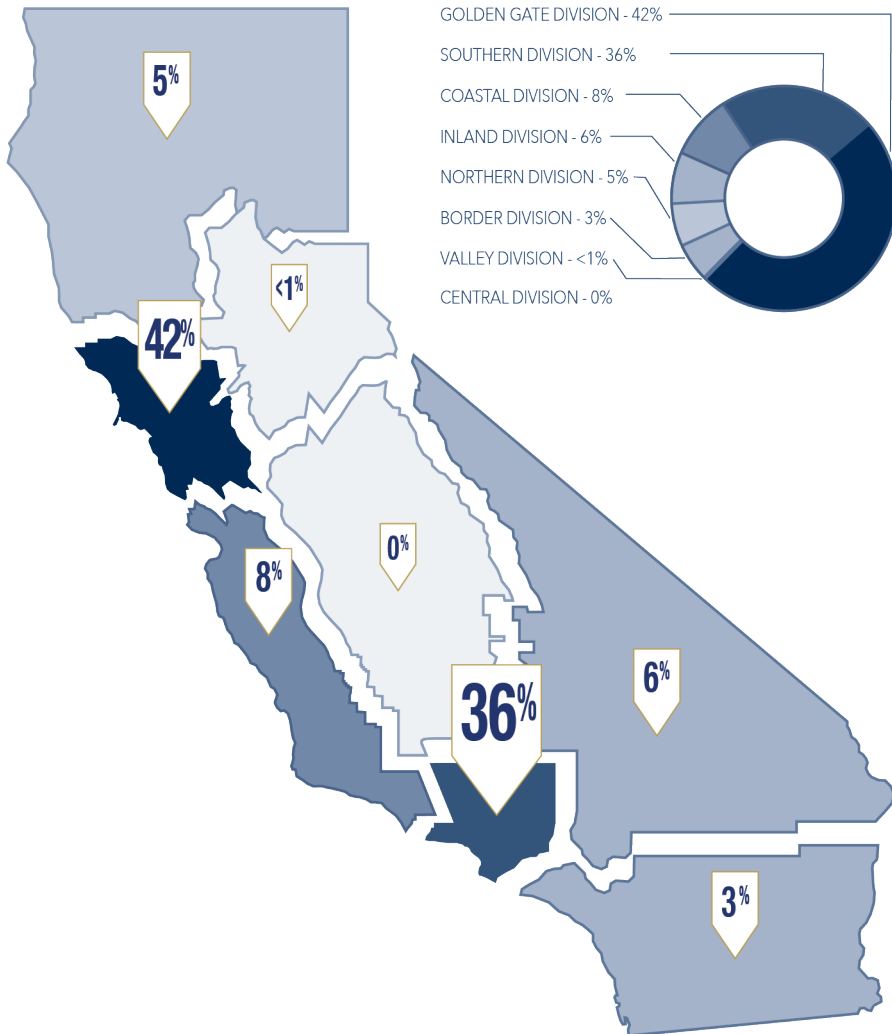 GOLDEN GATE DIVISION - 42%
SOUTHERN DIVISION - 36%
COASTAL DIVISION - 8%
INLAND DIVISION - 6%
NORTHERN DIVISION - 5%
BORDER DIVISION - 3%
VALLEY DIVISION - <1%
CENTRAL DIVISION - 0%
5%
<1%
42%
0%
8%
6%
36%
3%